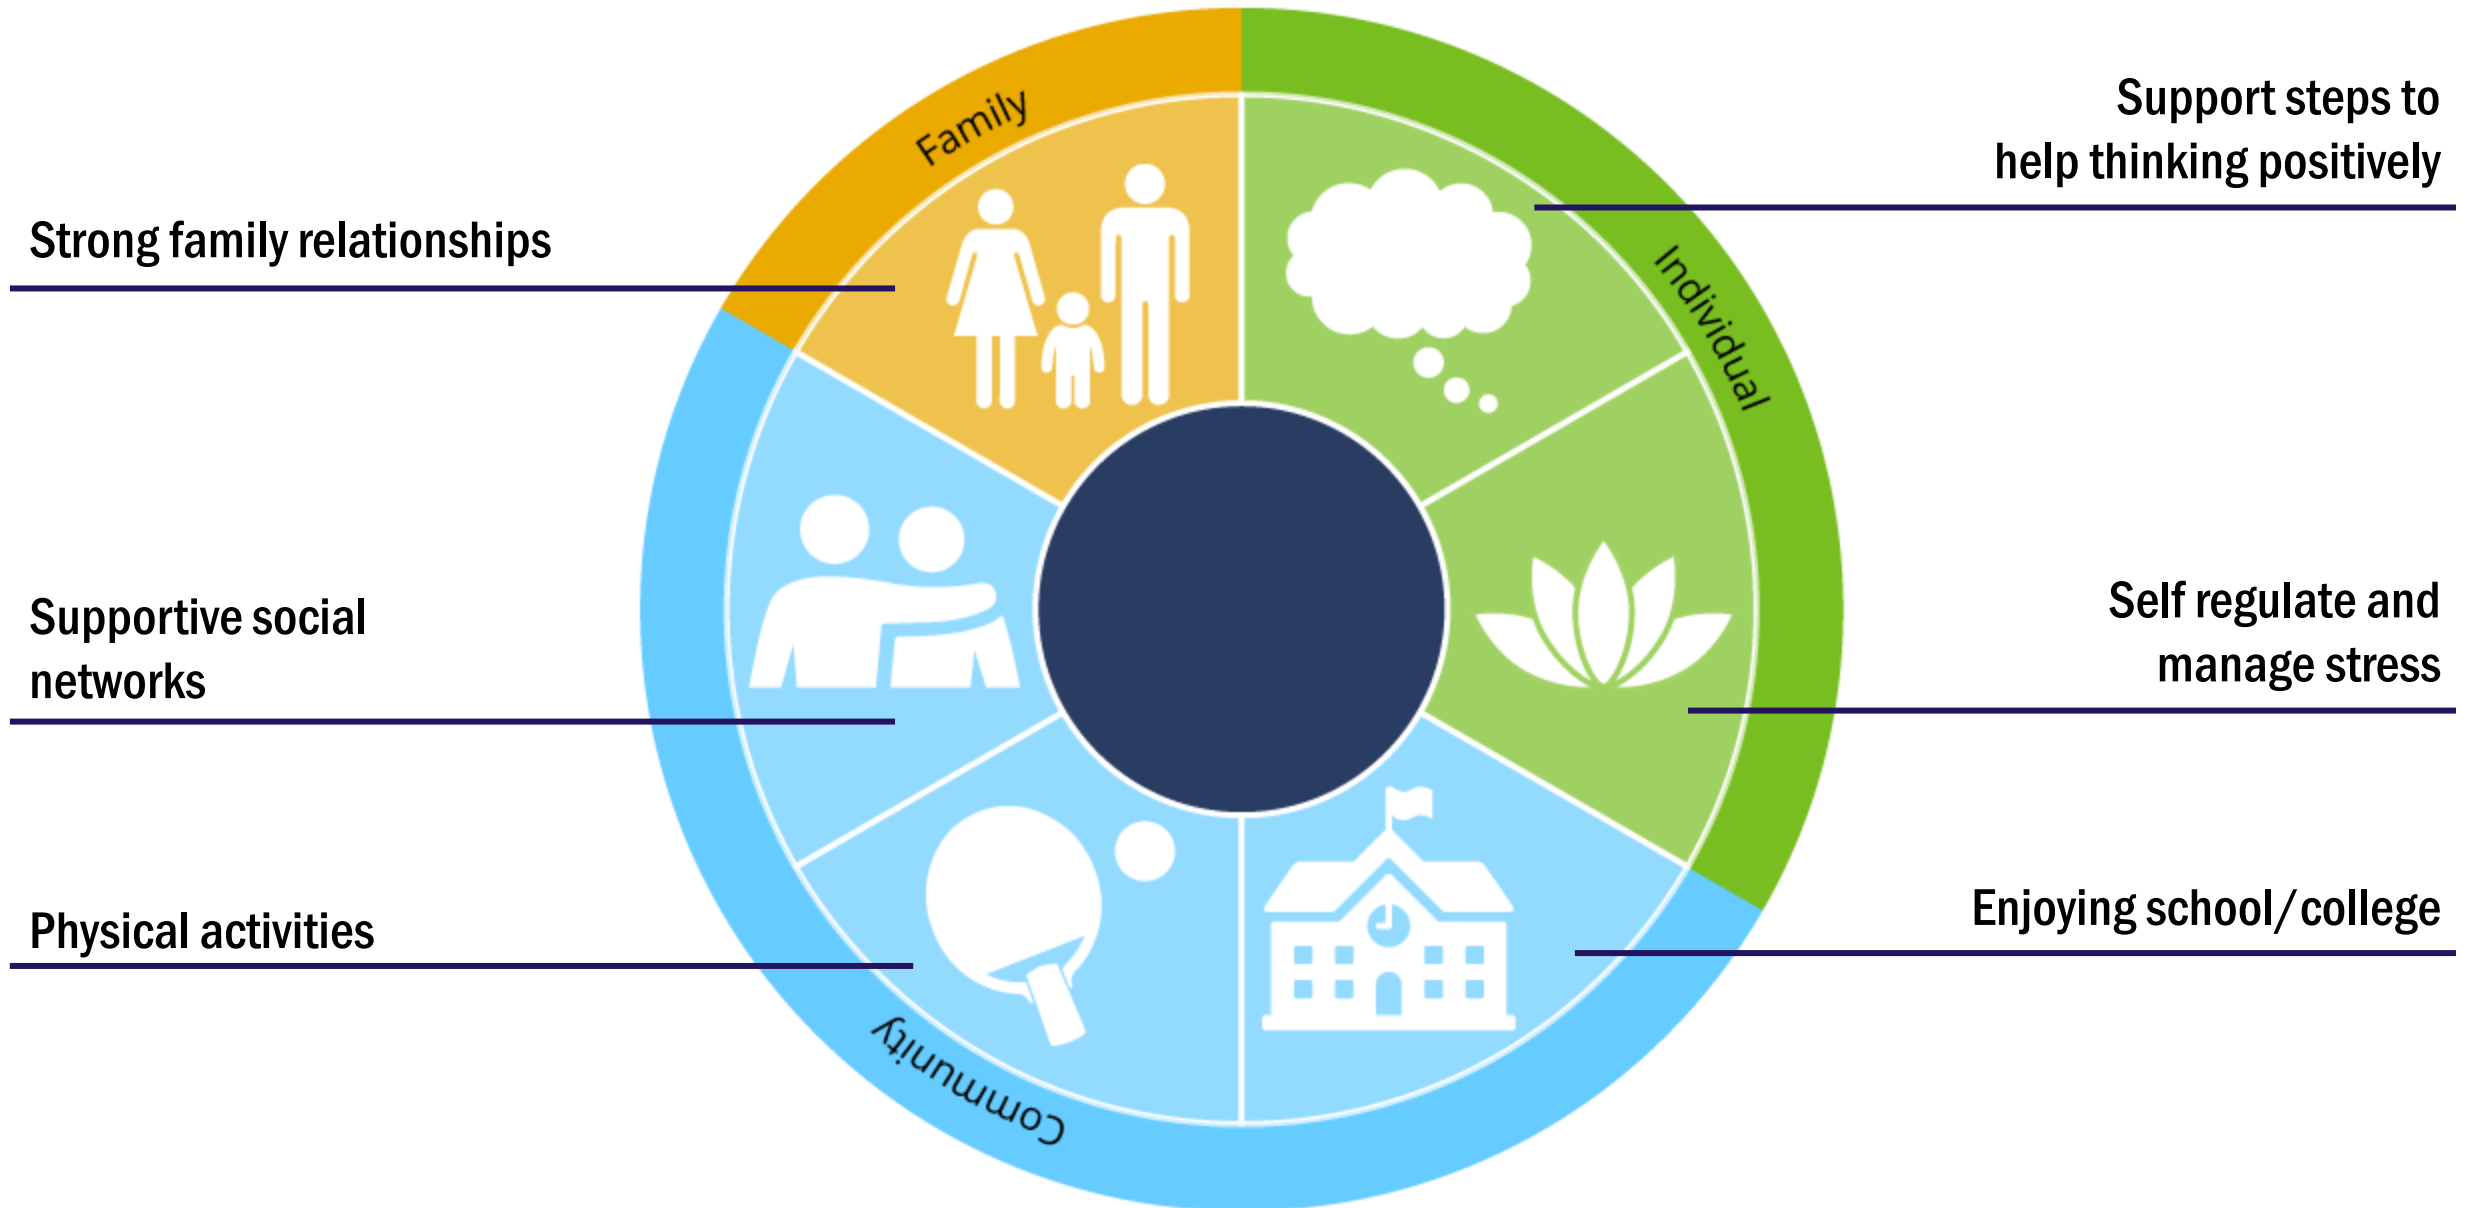 Family
Individual
Community
Strong family relationships
Supportive social
networks
Physical activities
Support steps to
help thinking positively
Self regulate and
manage stress
Enjoying school/college